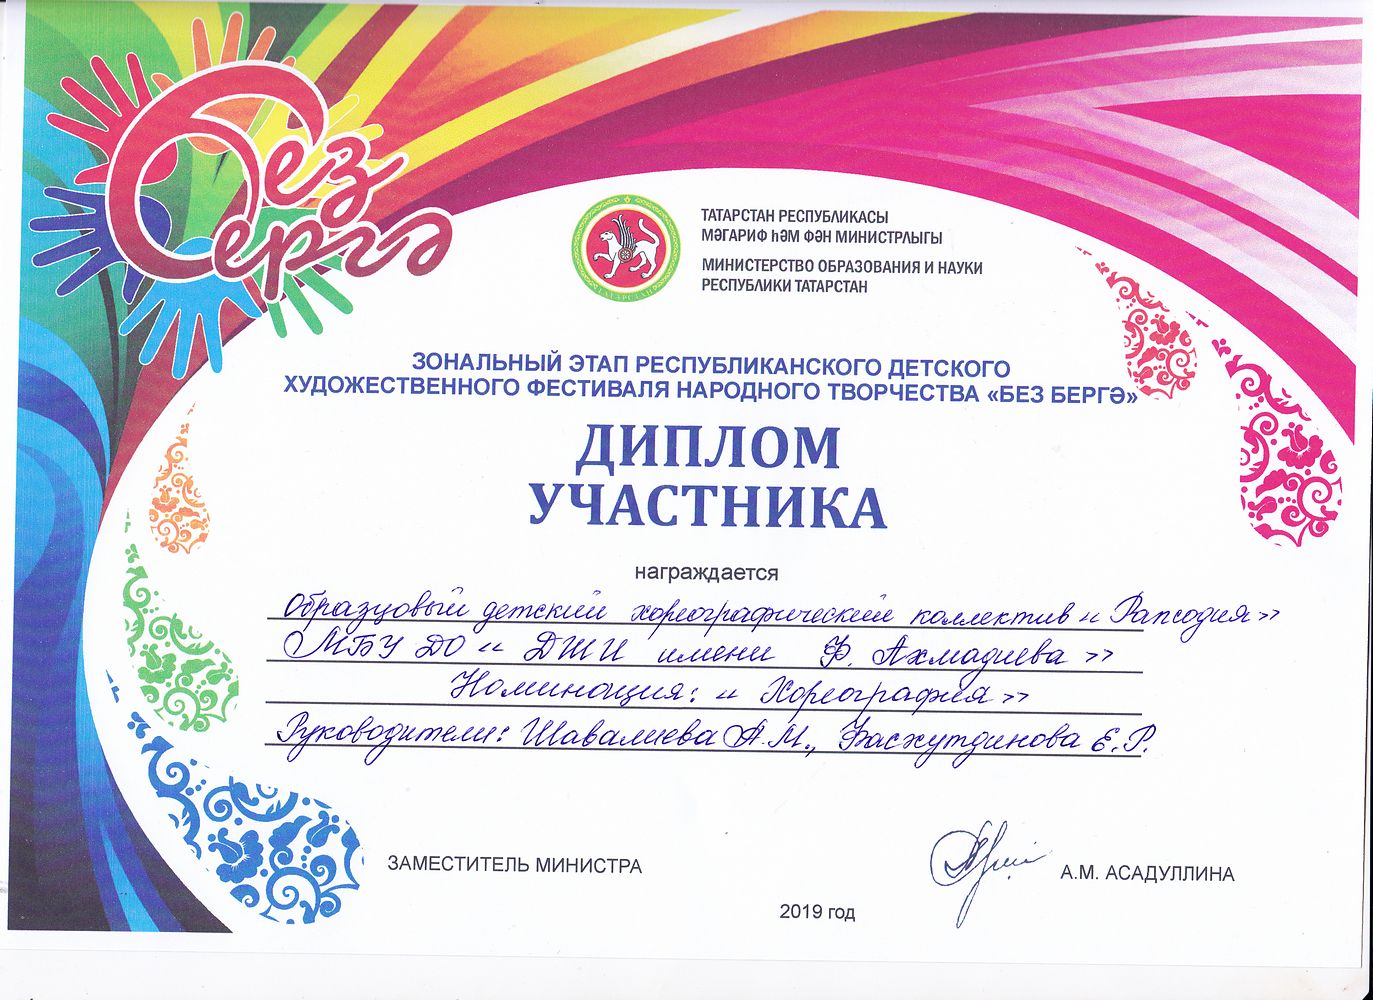 Без
бергә
ТАТАРСТАН РЕСПУБЛИКАСЫ
МӘГАРИФ ҺӘМ ФӘН МИНИСТРЛЫГЫ
МИНИСТЕРСТВО ОБРАЗОВАНИЯ И НАУКИ
РЕСПУБЛИКИ ТАТАРСТАН
ТАТАРСТАН
ЗОНАЛЬНЫЙ ЭТАП РЕСПУБЛИКАНСКОГО ДЕТСКОГО
ХУДОЖЕСТВЕННОГО ФЕСТИВАЛЯ НАРОДНОГО ТВОРЧЕСТВА «БЕЗ БЕРГӘ»
ДИПЛОМ
УЧАСТНИКА
награждается
Образцовый детский хореографический коллектив «Рапсодия»
МБУ ДО «ДШИ имени Ф. Ахмадиева»
Номинация: «Хореография»
Руководители: Шавалиева А.М., Басхутдинова Е.Р.
ЗАМЕСТИТЕЛЬ МИНИСТРА
А.М. АСАДУЛЛИНА
2019 год